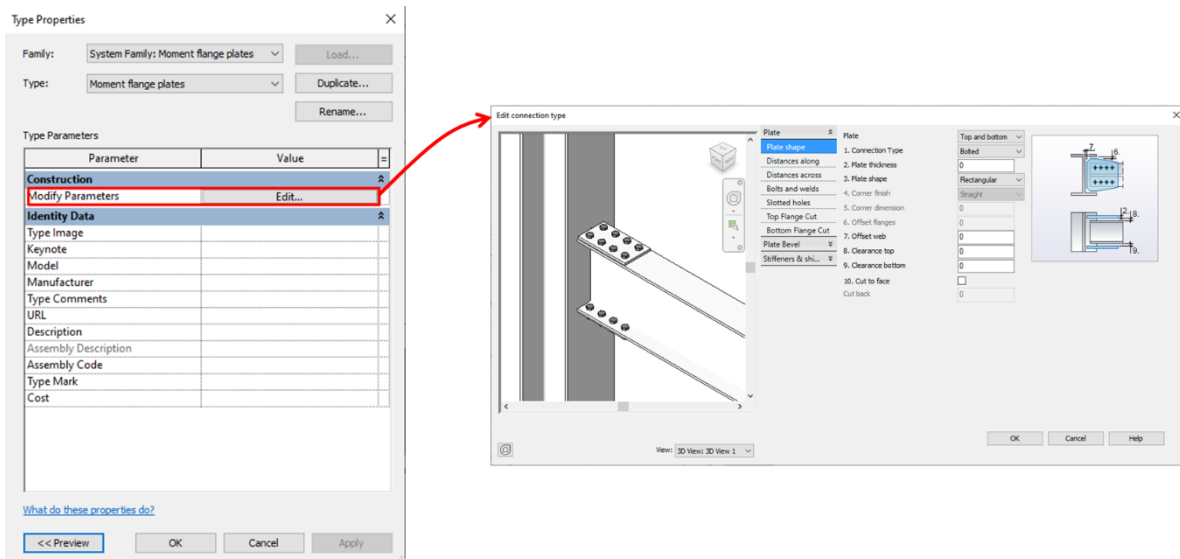 Type Properties
Family:
System Family: Moment flange plates
Load...
Type:
Moment flange plates
Duplicate...
Rename...
Type Parameters
Parameter
Value
=
Construction
Modify Parameters
Edit...
Identity Data
Type Image
Keynote
Model
Manufacturer
Type Comments
URL
Description
Assembly Description
Assembly Code
Type Mark
Cost
What do these properties do?
<< Preview
OK
Cancel
Apply
Edit connection type
Plate
Plate shape
Distances along
Distances across
Bolts and welds
Slotted holes
Top Flange Cut
Bottom Flange Cut
Plate Bevel
Stiffeners & shi...
Plate
Top and bottom
1. Connection Type
Bolted
2. Plate thickness
0
3. Plate shape
Rectangular
4. Corner finish
Straight
5. Corner dimension
0
6. Offset flanges
0
7. Offset web
0
8. Clearance top
0
9. Clearance bottom
0
10. Cut to face
Cut back
0
7.
6.
2.
8.
9.
View:
3D View: 3D View 1
OK
Cancel
Help